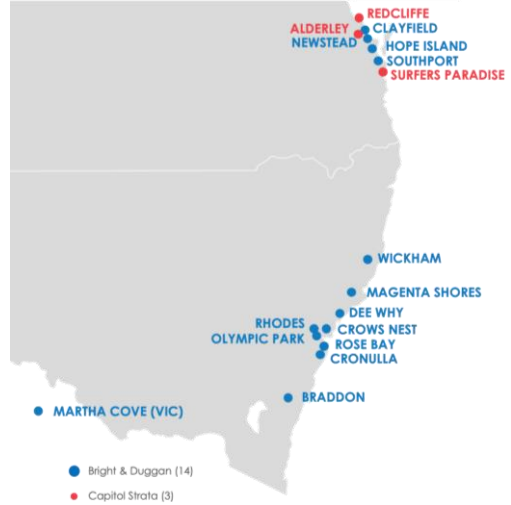 REDCLIFFE
ALDERLEY
CLAYFIELD
NEWSTEAD
HOPE ISLAND
SOUTHPORT
SURFERS PARADISE
WICKHAM
MAGENTA SHORES
DEE WHY
RHODES
CROWS NEST
OLYMPIC PARK
ROSE BAY
CRONULLA
BRADDON
MARTHA COVE (VIC)
Bright & Duggan (14)
Capitol Strata (3)